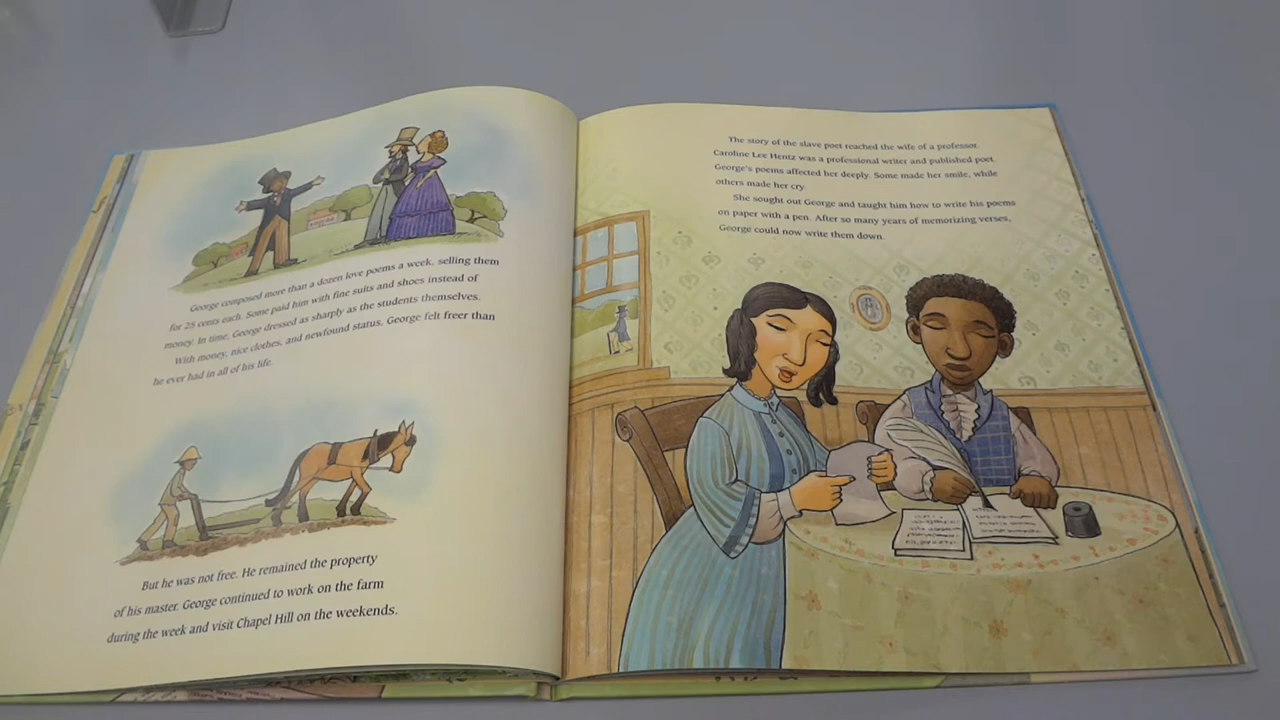 George composed more than a dozen love poems a week, selling them
for 25 cents each. Some paid him with fine suits and shoes instead of
money. In time, George dressed as sharply as the students themselves.
With money, nice clothes, and newfound status, George felt freer than
he ever had in all of his life.
But he was not free. He remained the property
of his master. George continued to work on the farm
during the week and visit Chapel Hill on the weekends.
The story of the slave poet reached the wife of a professor.
Caroline Lee Hentz was a professional writer and published poet.
George's poems affected her deeply. Some made her smile, while
others made her cry.
She sought out George and taught him how to write his poems
on paper with a pen. After so many years of memorizing verses,
George could now write them down.